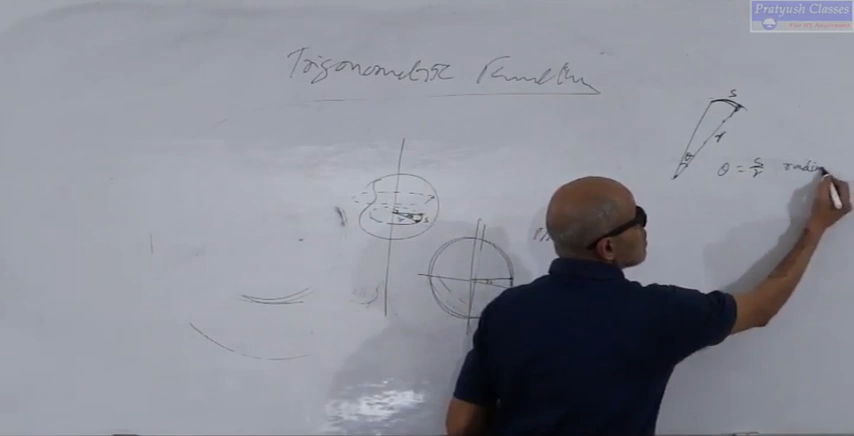 Pratyush Classes
Trigonometric Function
s
r
θ
θ = s/r radian
r s